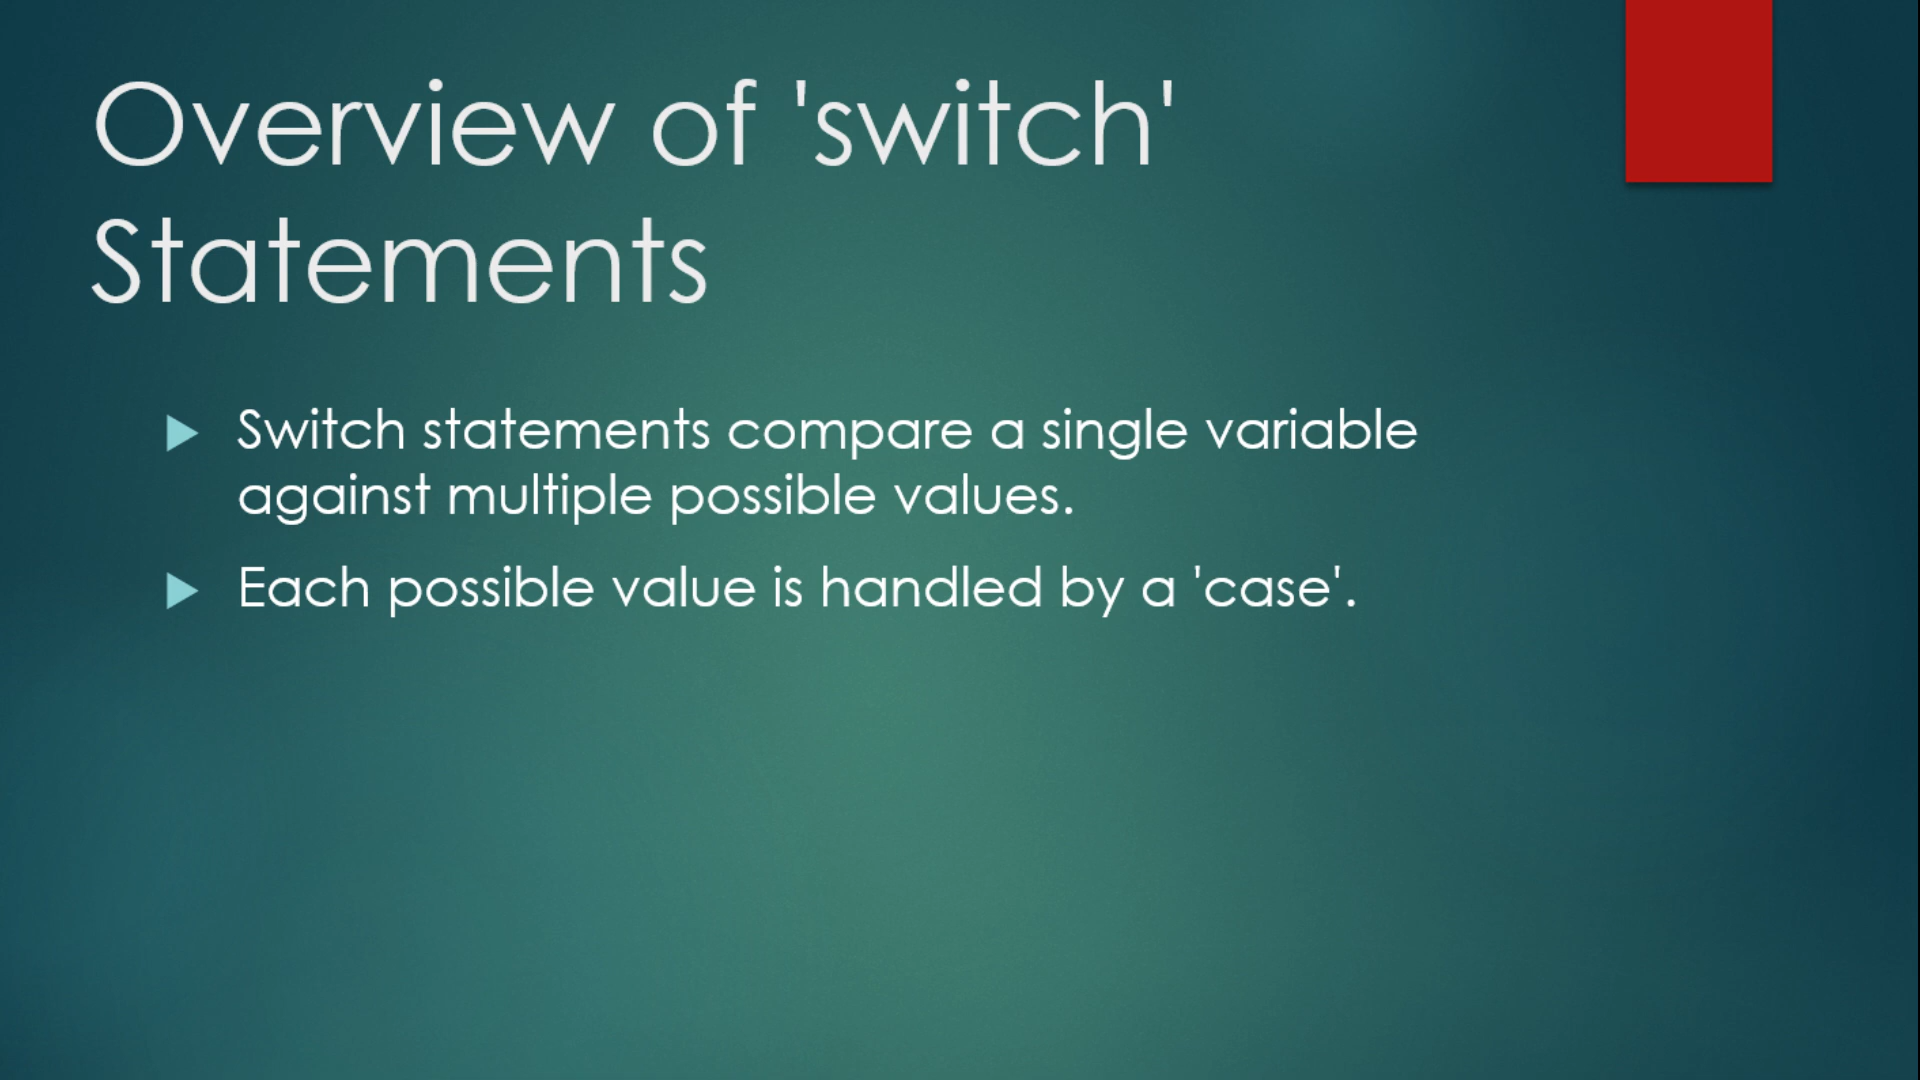 Overview of 'switch'
Statements
Switch statements compare a single variable
against multiple possible values.
Each possible value is handled by a 'case'.